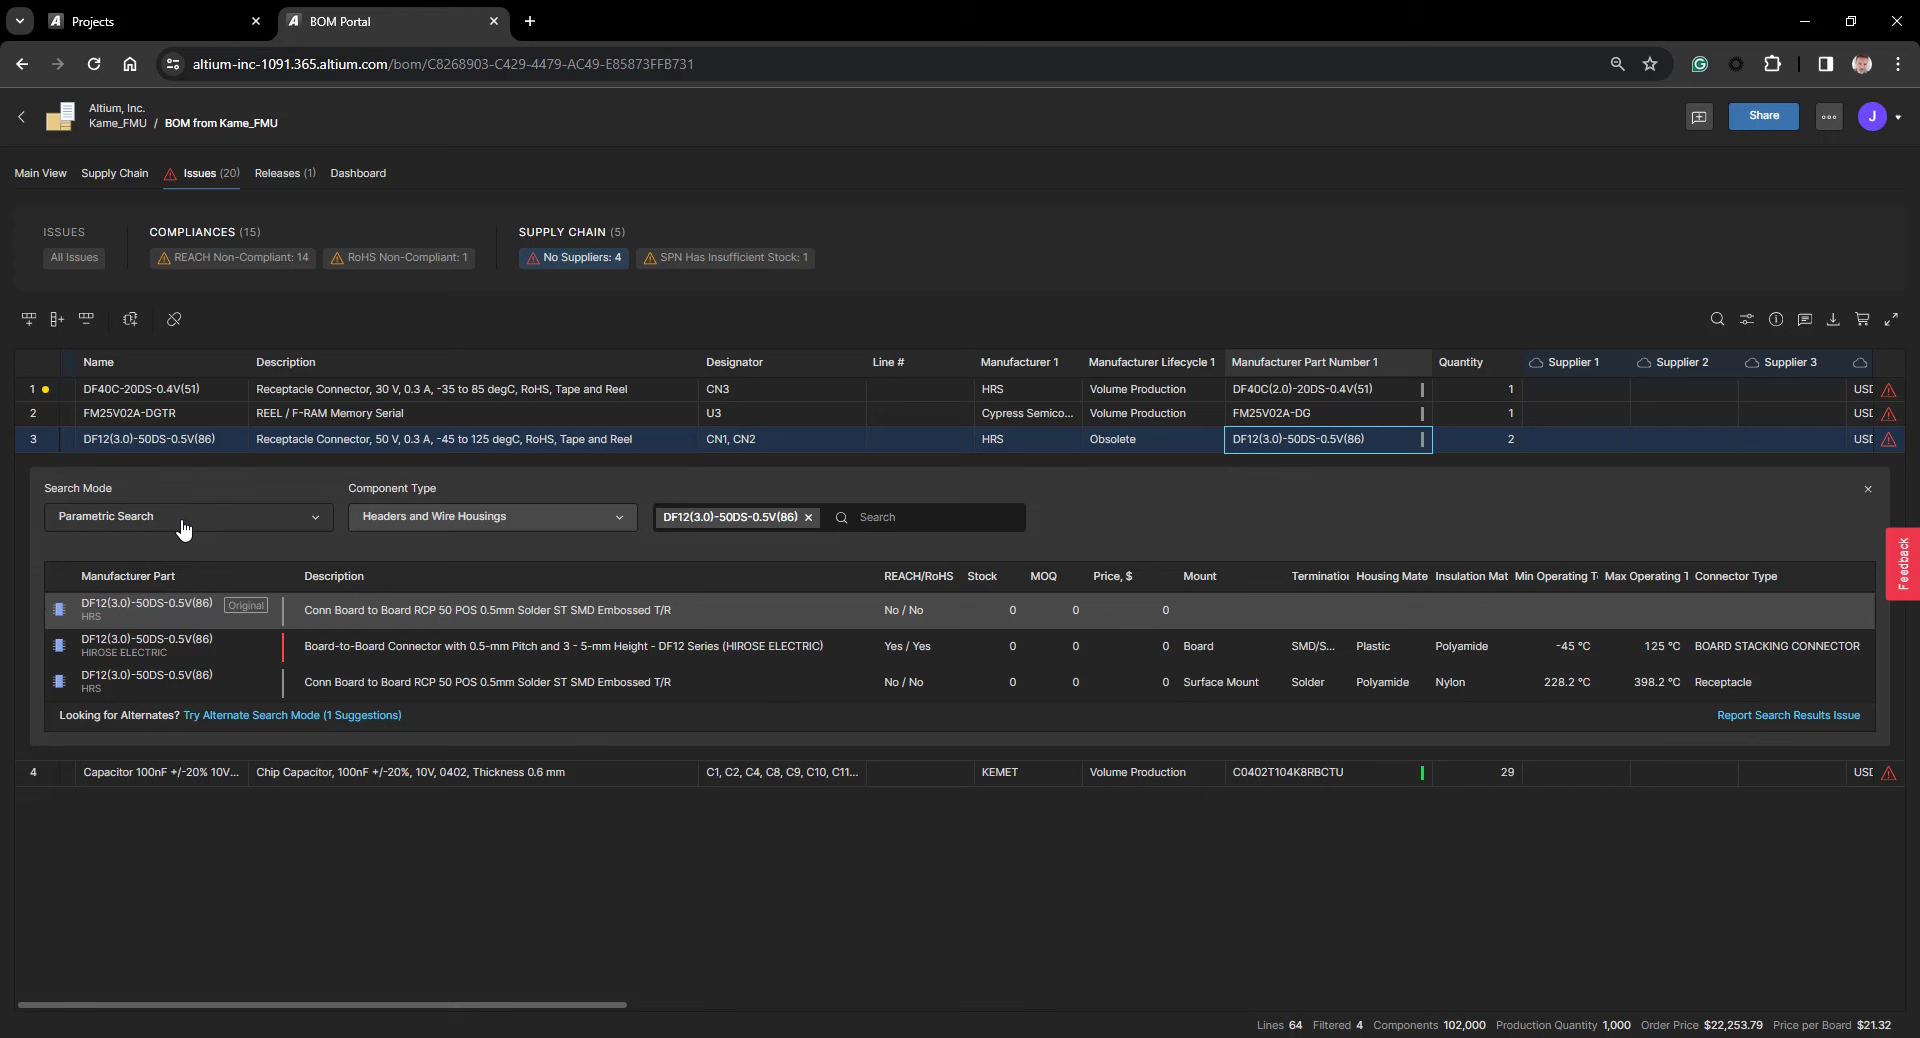 Projects
BOM Portal
altium-inc-1091.365.altium.com/bom/C8268903-C429-4479-AC49-E85873FFB731
Altium, Inc.
Kame_FMU / BOM from Kame_FMU
Share
J
Main View Supply Chain Issues (20) Releases (1) Dashboard
ISSUES COMPLIANCES (15) SUPPLY CHAIN (5)
All Issues REACH Non-Compliant: 14 RoHS Non-Compliant: 1 No Suppliers: 4 SPN Has Insufficient Stock: 1
Name Description Designator Line # Manufacturer 1 Manufacturer Lifecycle 1 Manufacturer Part Number 1 Quantity Supplier 1 Supplier 2 Supplier 3
1 DF40C-20DS-0.4V(51) Receptacle Connector, 30 V, 0.3 A, -35 to 85 degC, RoHS, Tape and Reel CN3 HRS Volume Production DF40C(2.0)-20DS-0.4V(51) 1 USD
2 FM25V02A-DGTR REEL / F-RAM Memory Serial U3 Cypress Semico... Volume Production FM25V02A-DG 1 USD
3 DF12(3.0)-50DS-0.5V(86) Receptacle Connector, 50 V, 0.3 A, -45 to 125 degC, RoHS, Tape and Reel CN1, CN2 HRS Obsolete DF12(3.0)-50DS-0.5V(86) 2 USD
Search Mode Component Type
Parametric Search Headers and Wire Housings DF12(3.0)-50DS-0.5V(86) Search
Feedback
Manufacturer Part Description REACH/RoHS Stock MOQ Price, $ Mount Termination Housing Mate Insulation Mat Min Operating T Max Operating T Connector Type
DF12(3.0)-50DS-0.5V(86) Original Conn Board to Board RCP 50 POS 0.5mm Solder ST SMD Embossed T/R No / No 0 0 0
HRS
DF12(3.0)-50DS-0.5V(86) Board-to-Board Connector with 0.5-mm Pitch and 3 - 5-mm Height - DF12 Series (HIROSE ELECTRIC) Yes / Yes 0 0 0 Board SMD/S... Plastic Polyamide -45 °C 125 °C BOARD STACKING CONNECTOR
HIROSE ELECTRIC
DF12(3.0)-50DS-0.5V(86) Conn Board to Board RCP 50 POS 0.5mm Solder ST SMD Embossed T/R No / No 0 0 0 Surface Mount Solder Polyamide Nylon 228.2 °C 398.2 °C Receptacle
HRS
Looking for Alternates? Try Alternate Search Mode (1 Suggestions) Report Search Results Issue
4 Capacitor 100nF +/-20% 10V... Chip Capacitor, 100nF +/-20%, 10V, 0402, Thickness 0.6 mm C1, C2, C4, C8, C9, C10, C11... KEMET Volume Production C0402T104K8RBCTU 29 USD
Lines 64 Filtered 4 Components 102,000 Production Quantity 1,000 Order Price $22,253.79 Price per Board $21.32